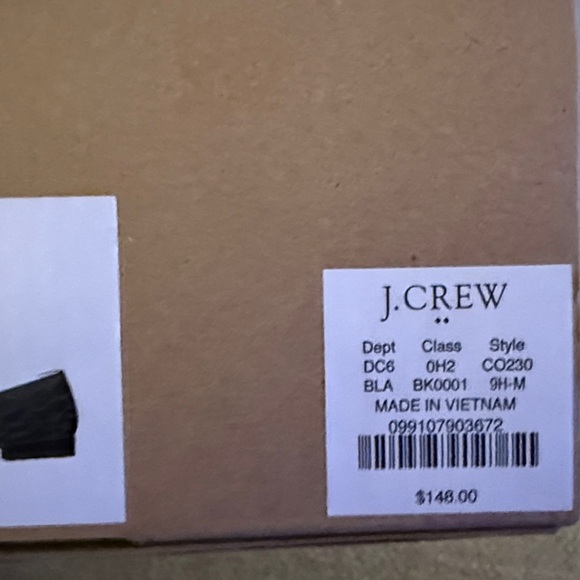 J.CREW
Dept Class Style
DC6 0H2 CO230
BLA BK0001 9H-M
MADE IN VIETNAM
099107903672
$148.00